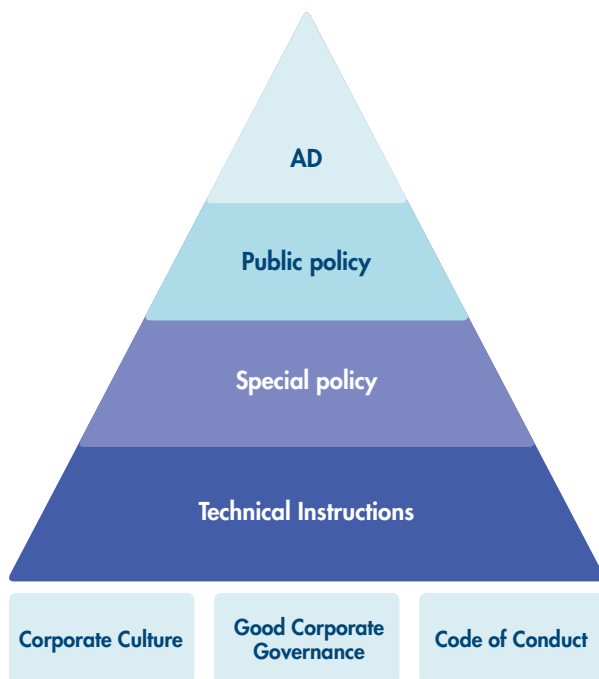 AD
Public policy
Special policy
Technical Instructions
Corporate Culture
Good Corporate
Governance
Code of Conduct